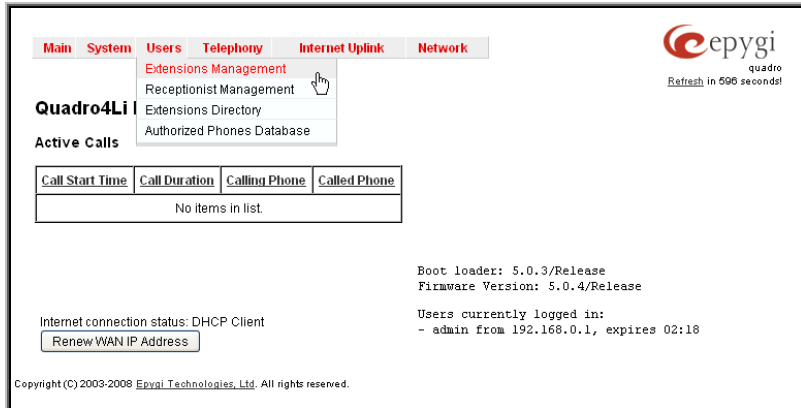 Main System Users Telephony Internet Uplink Network
epygi
quadro
Refresh in 596 seconds!
Extensions Management
Receptionist Management
Extensions Directory
Authorized Phones Database
Quadro4Li
Active Calls
Call Start Time Call Duration Calling Phone Called Phone
No items in list.
Boot loader: 5.0.3/Release
Firmware Version: 5.0.4/Release
Users currently logged in:
- admin from 192.168.0.1, expires 02:18
Internet connection status: DHCP Client
Renew WAN IP Address
Copyright (C) 2003-2008 Epygi Technologies, Ltd. All rights reserved.